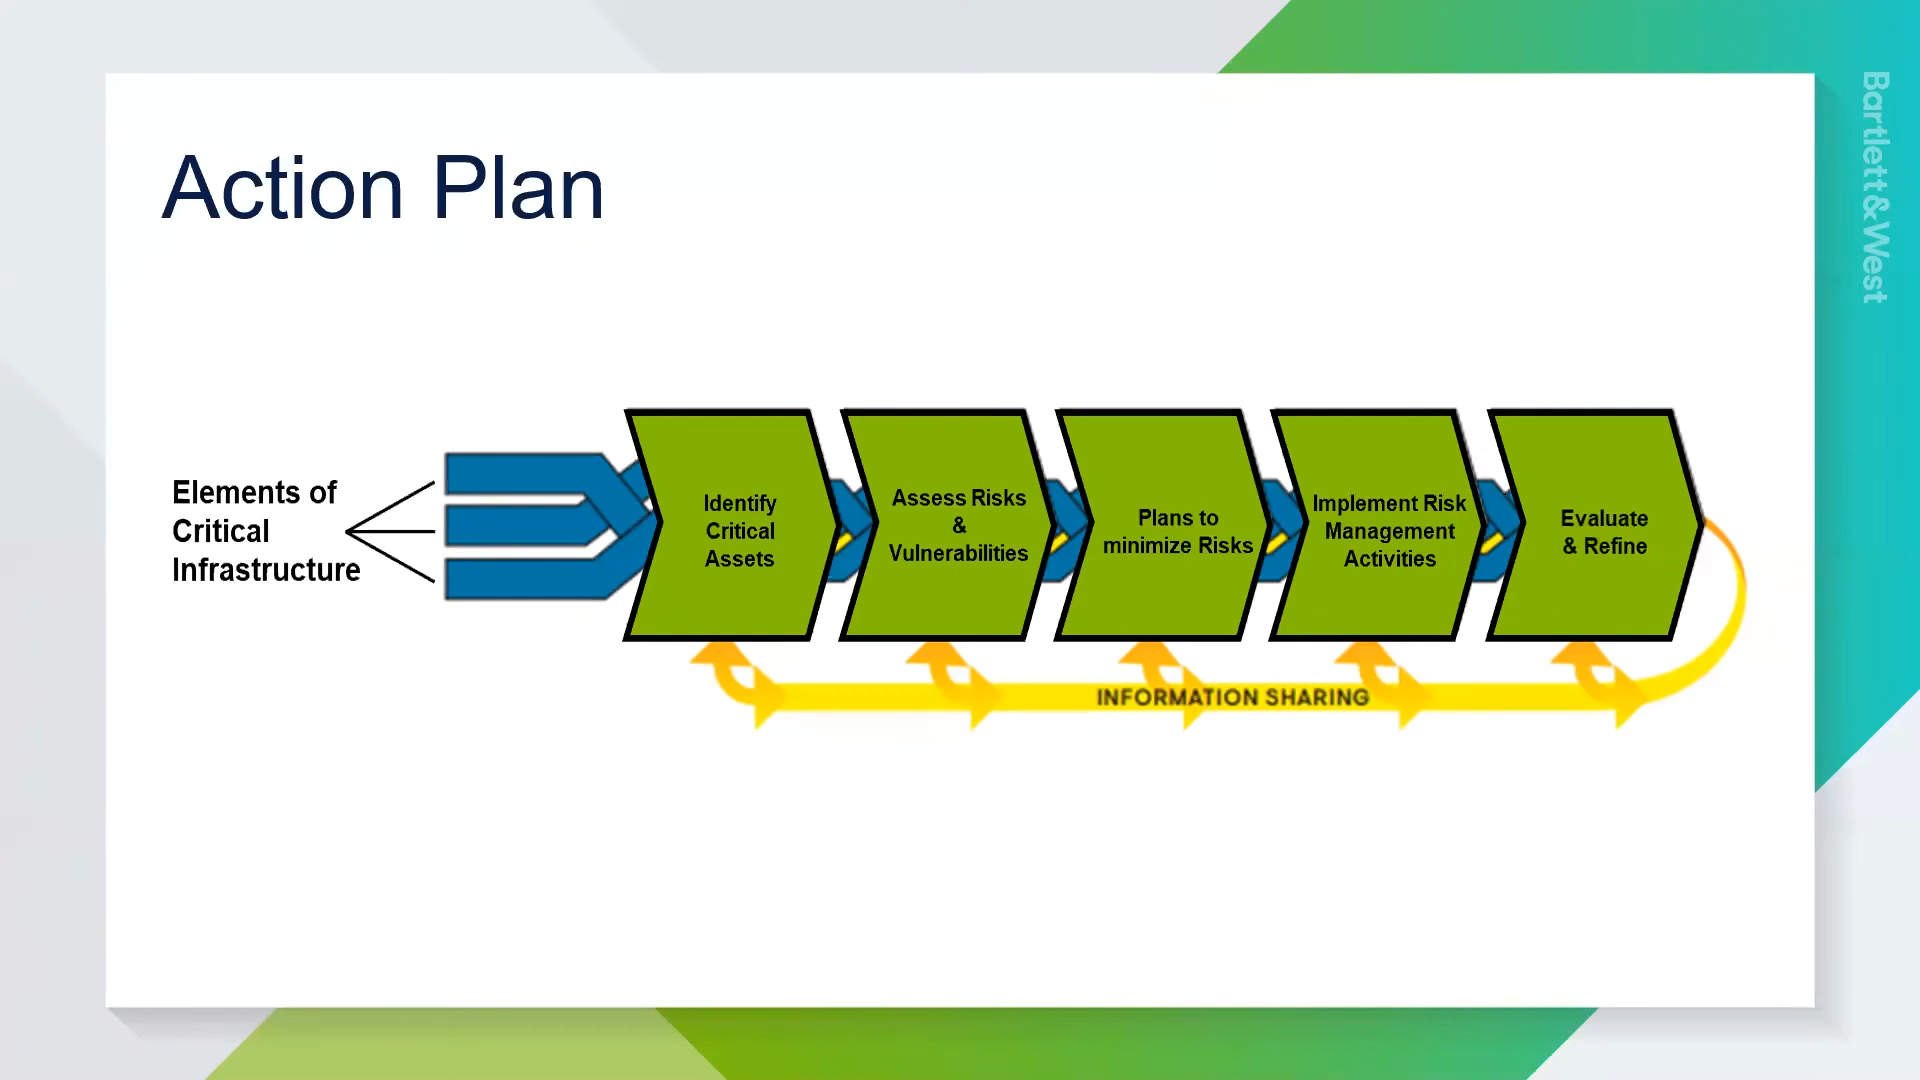 Action Plan
Bartlett&West
Elements of
Critical
Infrastructure
Identify
Critical
Assets
Assess Risks
&
Vulnerabilities
Plans to
minimize Risks
Implement Risk
Management
Activities
Evaluate
& Refine
INFORMATION SHARING